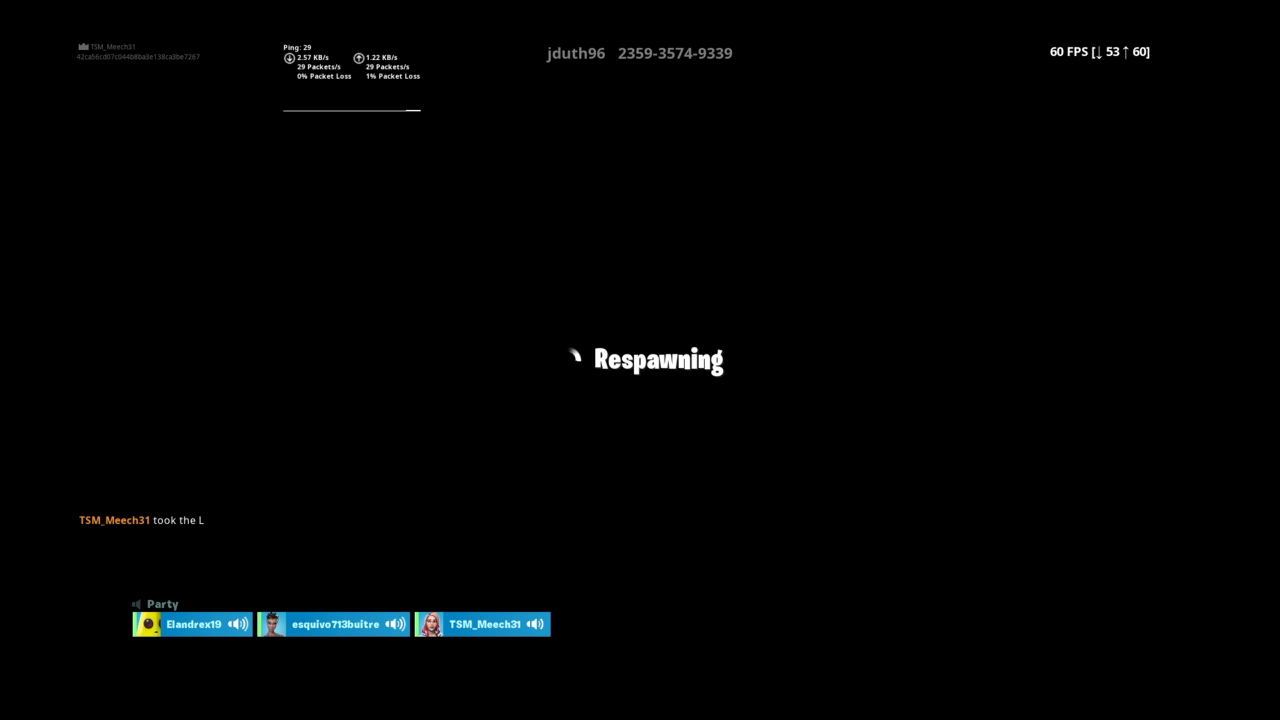 TSM_Meech31
Ping: 29
2.57 KB/s 1.22 KB/s
29 Packets/s 29 Packets/s
0% Packet Loss 1% Packet Loss
jduth96 2359-3574-9339
60 FPS [↓ 53 ↑ 60]
Respawning
TSM_Meech31 took the L
Party
Elandrex19 esquivo713buitre TSM_Meech31